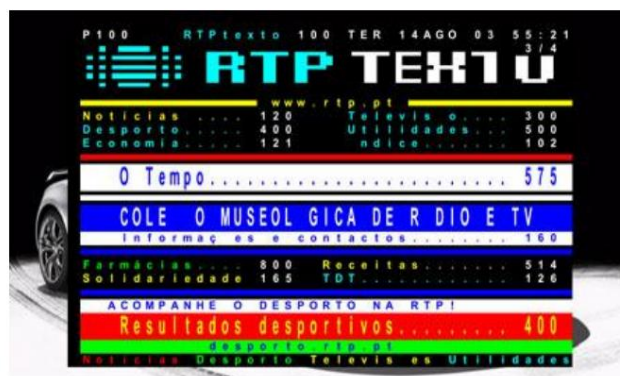 P100 RTPtexto 100 TER 14AGO 03 55:21
3/4
RTP TEXTO
www.rtp.pt
Notícias .... 120 Televis o.... 300
Desporto..... 400 Utilidades... 500
Economia..... 121 ndice....... 102
O Tempo........................ 575
COLE O MUSEOL GICA DE R DIO E TV
informaç es e contactos........ 160
Farmácias... 800 Receitas....... 514
Solidariedade 165 TDT............ 126
ACOMPANHE O DESPORTO NA RTP!
Resultados desportivos......... 400
desporto.rtp.pt
Notícias Desporto Televis es Utilidades